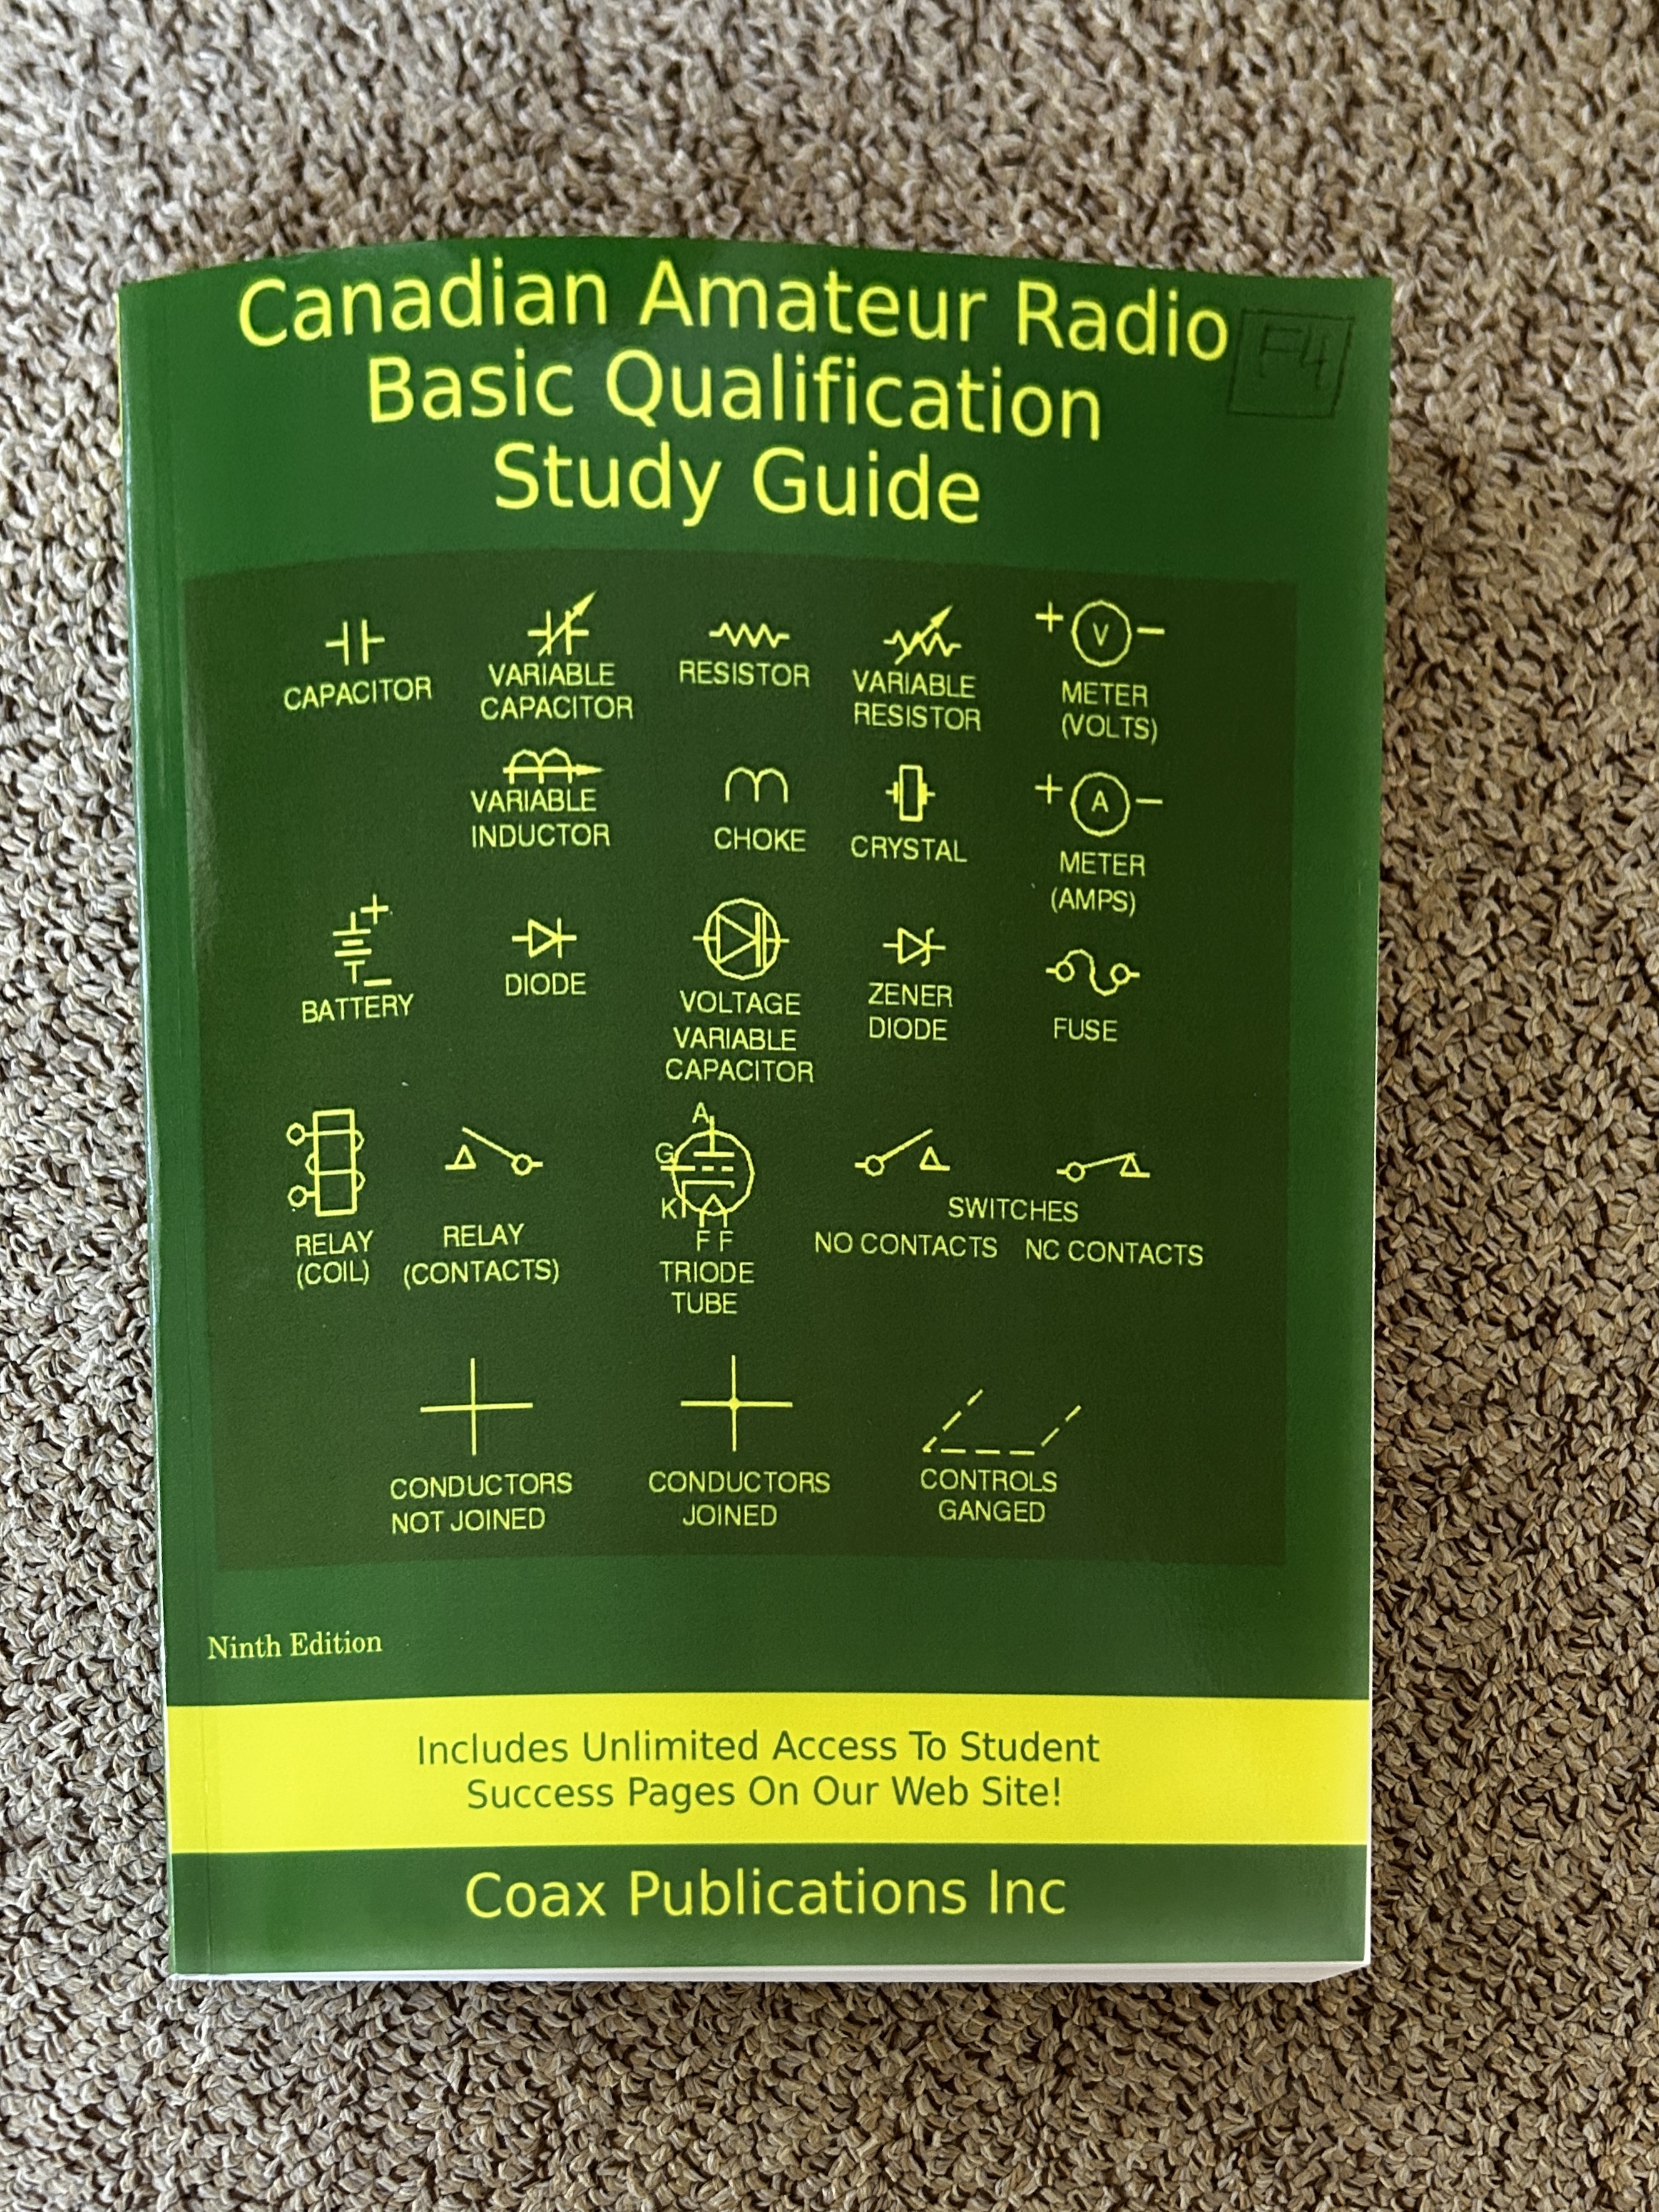 Canadian Amateur Radio
Basic Qualification
Study Guide
F4
CAPACITOR
VARIABLE
CAPACITOR
RESISTOR
VARIABLE
RESISTOR
+ V −
METER
(VOLTS)
VARIABLE
INDUCTOR
CHOKE
CRYSTAL
+ A −
METER
(AMPS)
+
−
BATTERY
DIODE
VOLTAGE
VARIABLE
CAPACITOR
ZENER
DIODE
FUSE
RELAY
(COIL)
RELAY
(CONTACTS)
A
G
K
F F
TRIODE
TUBE
SWITCHES
NO CONTACTS
NC CONTACTS
CONDUCTORS
NOT JOINED
CONDUCTORS
JOINED
CONTROLS
GANGED
Ninth Edition
Includes Unlimited Access To Student
Success Pages On Our Web Site!
Coax Publications Inc